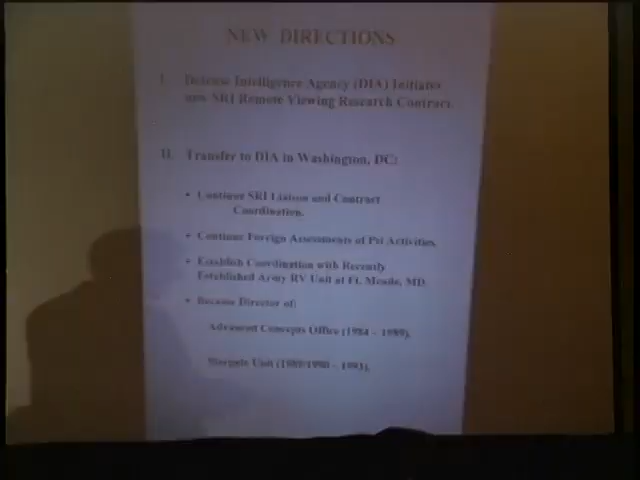 NEW DIRECTIONS
I. Defense Intelligence Agency (DIA) Initiates
new SRI Remote Viewing Research Contract.
II. Transfer to DIA in Washington, DC:
• Continue SRI Liaison and Contract
Coordination.
• Continue Foreign Assessments of Psi Activities.
• Establish Coordination with Recently
Established Army RV Unit at Ft. Meade, MD.
• Became Director of:
Advanced Concepts Office (1984 – 1989).
Stargate Unit (1989/1990 – 1993).